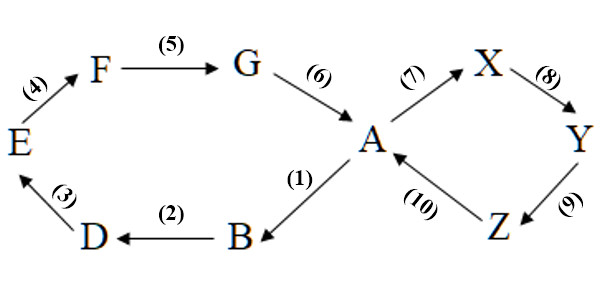 (5)
F
G
X
(4)
(6)
(7)
(8)
E
A
Y
(3)
(1)
(10)
(9)
(2)
D
B
Z